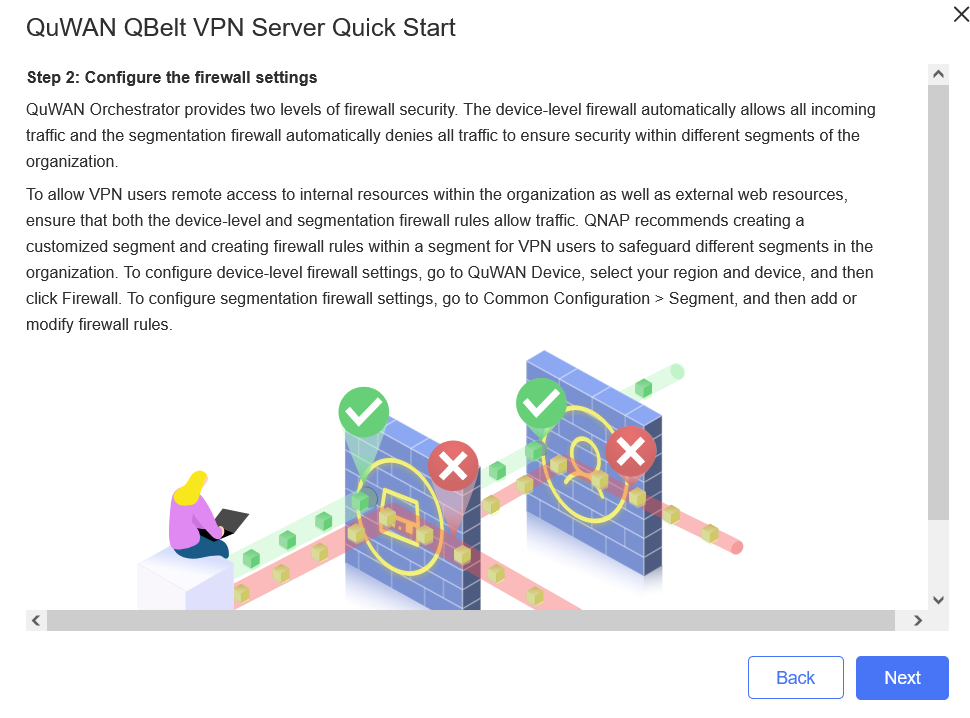 QuWAN QBelt VPN Server Quick Start
Step 2: Configure the firewall settings
QuWAN Orchestrator provides two levels of firewall security. The device-level firewall automatically allows all incoming
traffic and the segmentation firewall automatically denies all traffic to ensure security within different segments of the
organization.
To allow VPN users remote access to internal resources within the organization as well as external web resources,
ensure that both the device-level and segmentation firewall rules allow traffic. QNAP recommends creating a
customized segment and creating firewall rules within a segment for VPN users to safeguard different segments in the
organization. To configure device-level firewall settings, go to QuWAN Device, select your region and device, and then
click Firewall. To configure segmentation firewall settings, go to Common Configuration > Segment, and then add or
modify firewall rules.
Back
Next